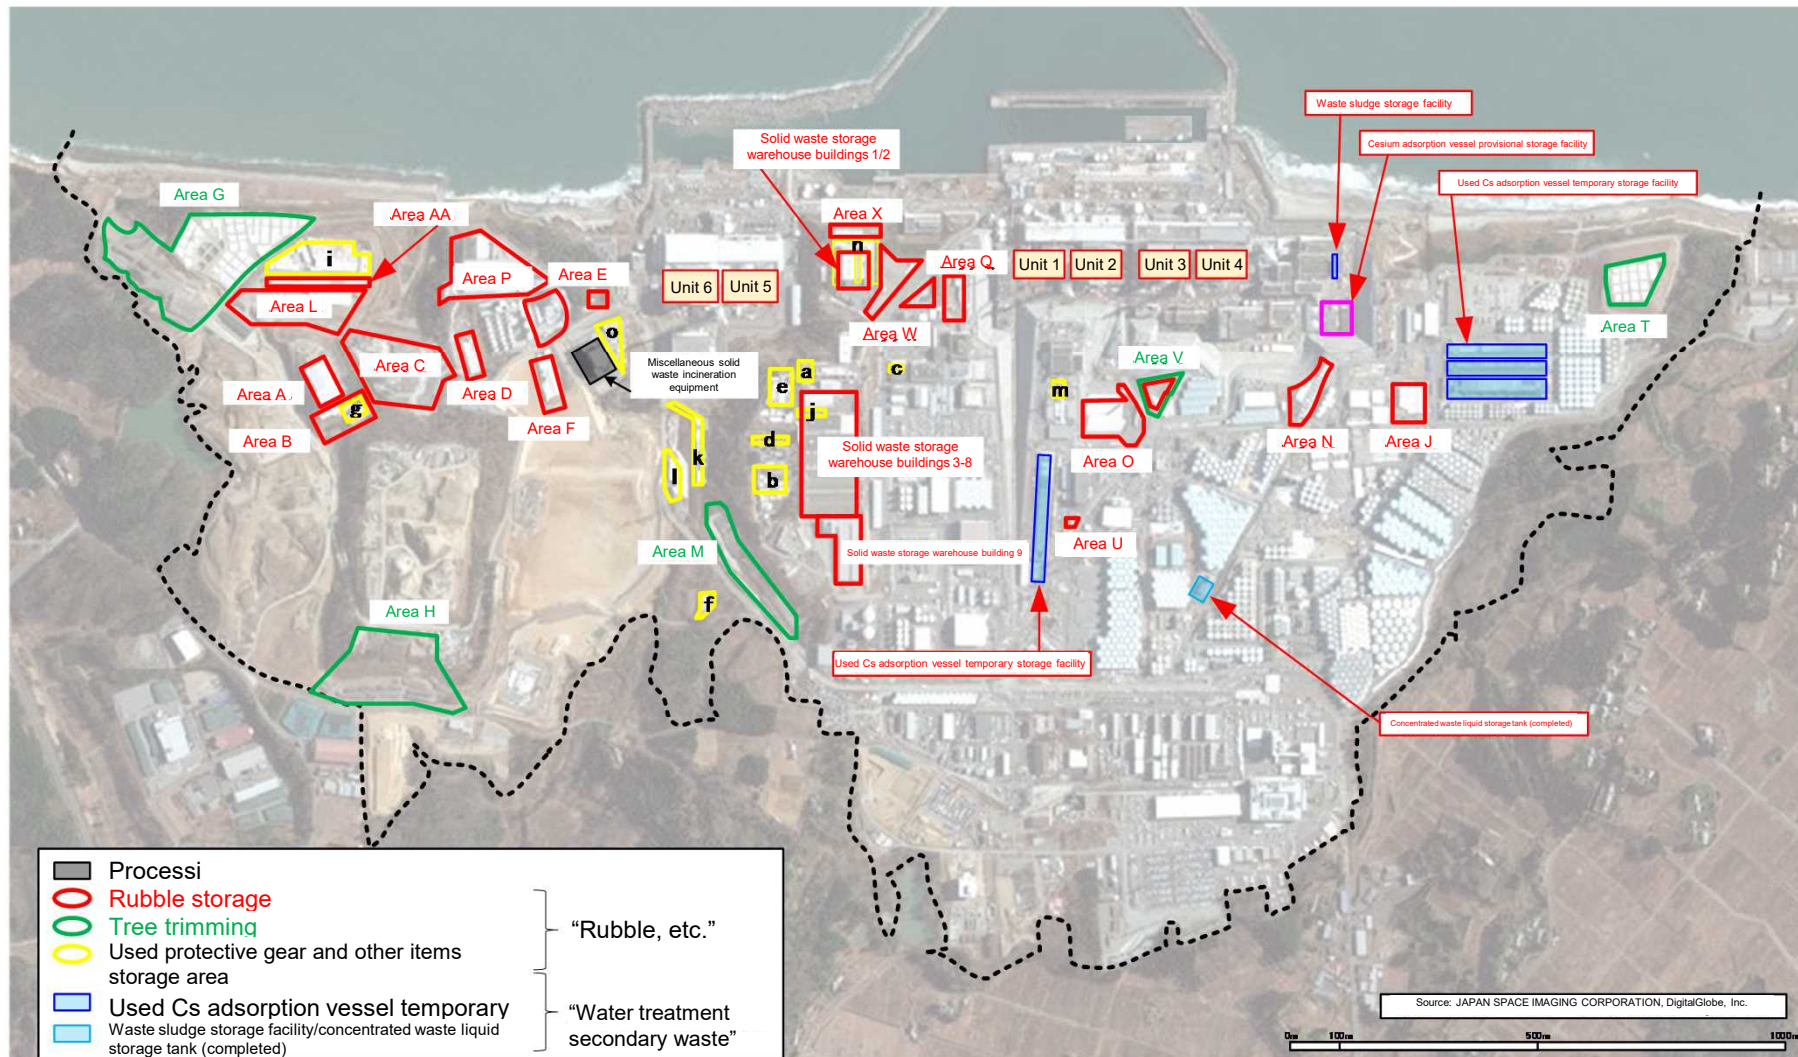 Waste sludge storage facility
Solid waste storage
warehouse buildings 1/2
Cesium adsorption vessel provisional storage facility
Used Cs adsorption vessel temporary storage facility
Area G
Area AA
Area X
n
i
Area P
Area E
Area Q
Unit 1
Unit 2
Unit 3
Unit 4
Unit 6
Unit 5
Area L
Area W
Area T
o
Area C
Miscellaneous solid
waste incineration
equipment
a
c
Area V
e
m
Area A
Area D
g
j
Area B
Area F
d
Solid waste storage
warehouse buildings 3-8
Area O
Area N
Area J
k
l
b
Area M
Solid waste storage warehouse building 9
Area U
f
Area H
Used Cs adsorption vessel temporary storage facility
Concentrated waste liquid storage tank (completed)
Processi
Rubble storage
Tree trimming
Used protective gear and other items
storage area
“Rubble, etc.”
Used Cs adsorption vessel temporary
Waste sludge storage facility/concentrated waste liquid
storage tank (completed)
“Water treatment
secondary waste”
Source: JAPAN SPACE IMAGING CORPORATION, DigitalGlobe, Inc.
0m 100m 500m 1000m